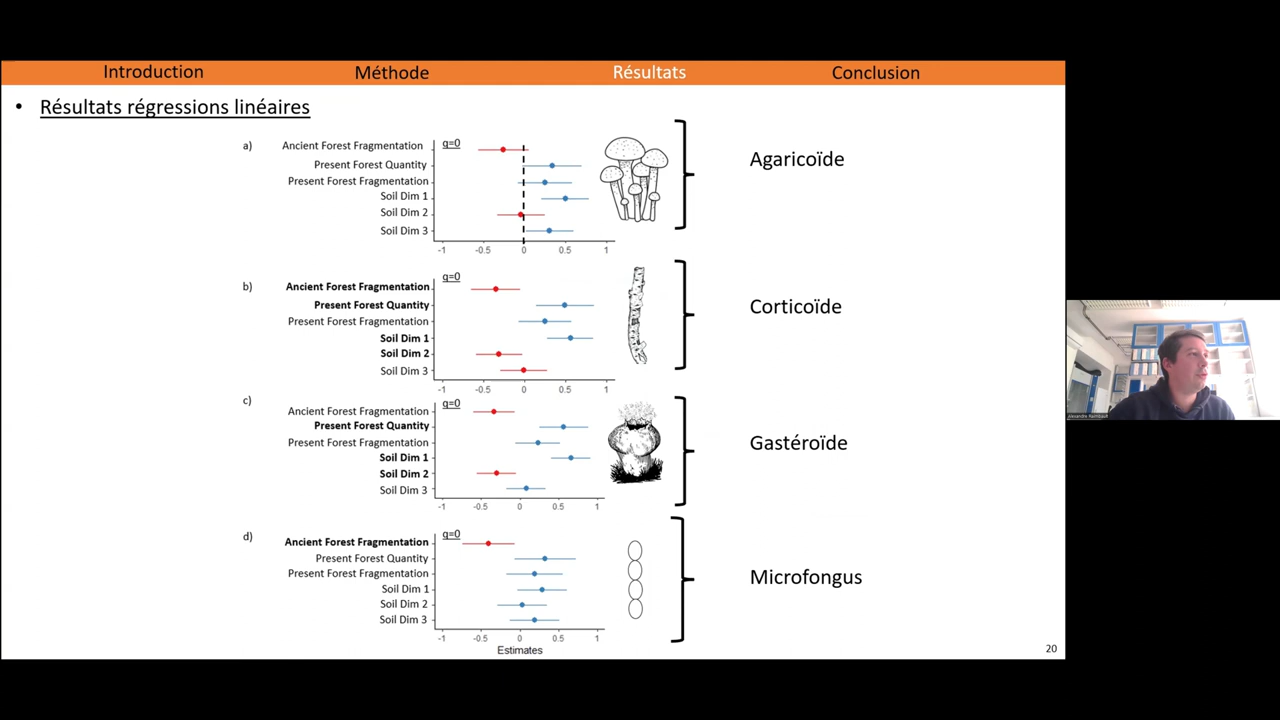 Introduction Méthode Résultats Conclusion
• Résultats régressions linéaires
a)
q=0
Ancient Forest Fragmentation
Present Forest Quantity
Present Forest Fragmentation
Soil Dim 1
Soil Dim 2
Soil Dim 3
-1 -0.5 0 0.5 1
Agaricoïde
b)
q=0
Ancient Forest Fragmentation
Present Forest Quantity
Present Forest Fragmentation
Soil Dim 1
Soil Dim 2
Soil Dim 3
-1 -0.5 0 0.5 1
Corticoïde
c)
q=0
Ancient Forest Fragmentation
Present Forest Quantity
Present Forest Fragmentation
Soil Dim 1
Soil Dim 2
Soil Dim 3
-1 -0.5 0 0.5 1
Gastéroïde
d)
q=0
Ancient Forest Fragmentation
Present Forest Quantity
Present Forest Fragmentation
Soil Dim 1
Soil Dim 2
Soil Dim 3
-1 -0.5 0 0.5 1
Estimates
Microfongus
20
Alexandre